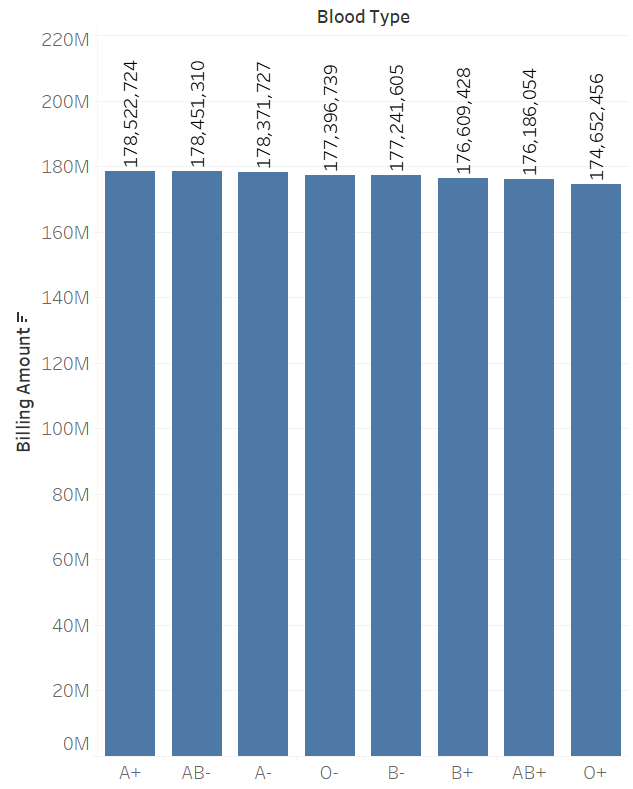 Blood Type
220M
200M
180M
160M
140M
120M
100M
80M
60M
40M
20M
0M
Billing Amount
178,522,724
178,451,310
178,371,727
177,396,739
177,241,605
176,609,428
176,186,054
174,652,456
A+ AB- A- O- B- B+ AB+ O+